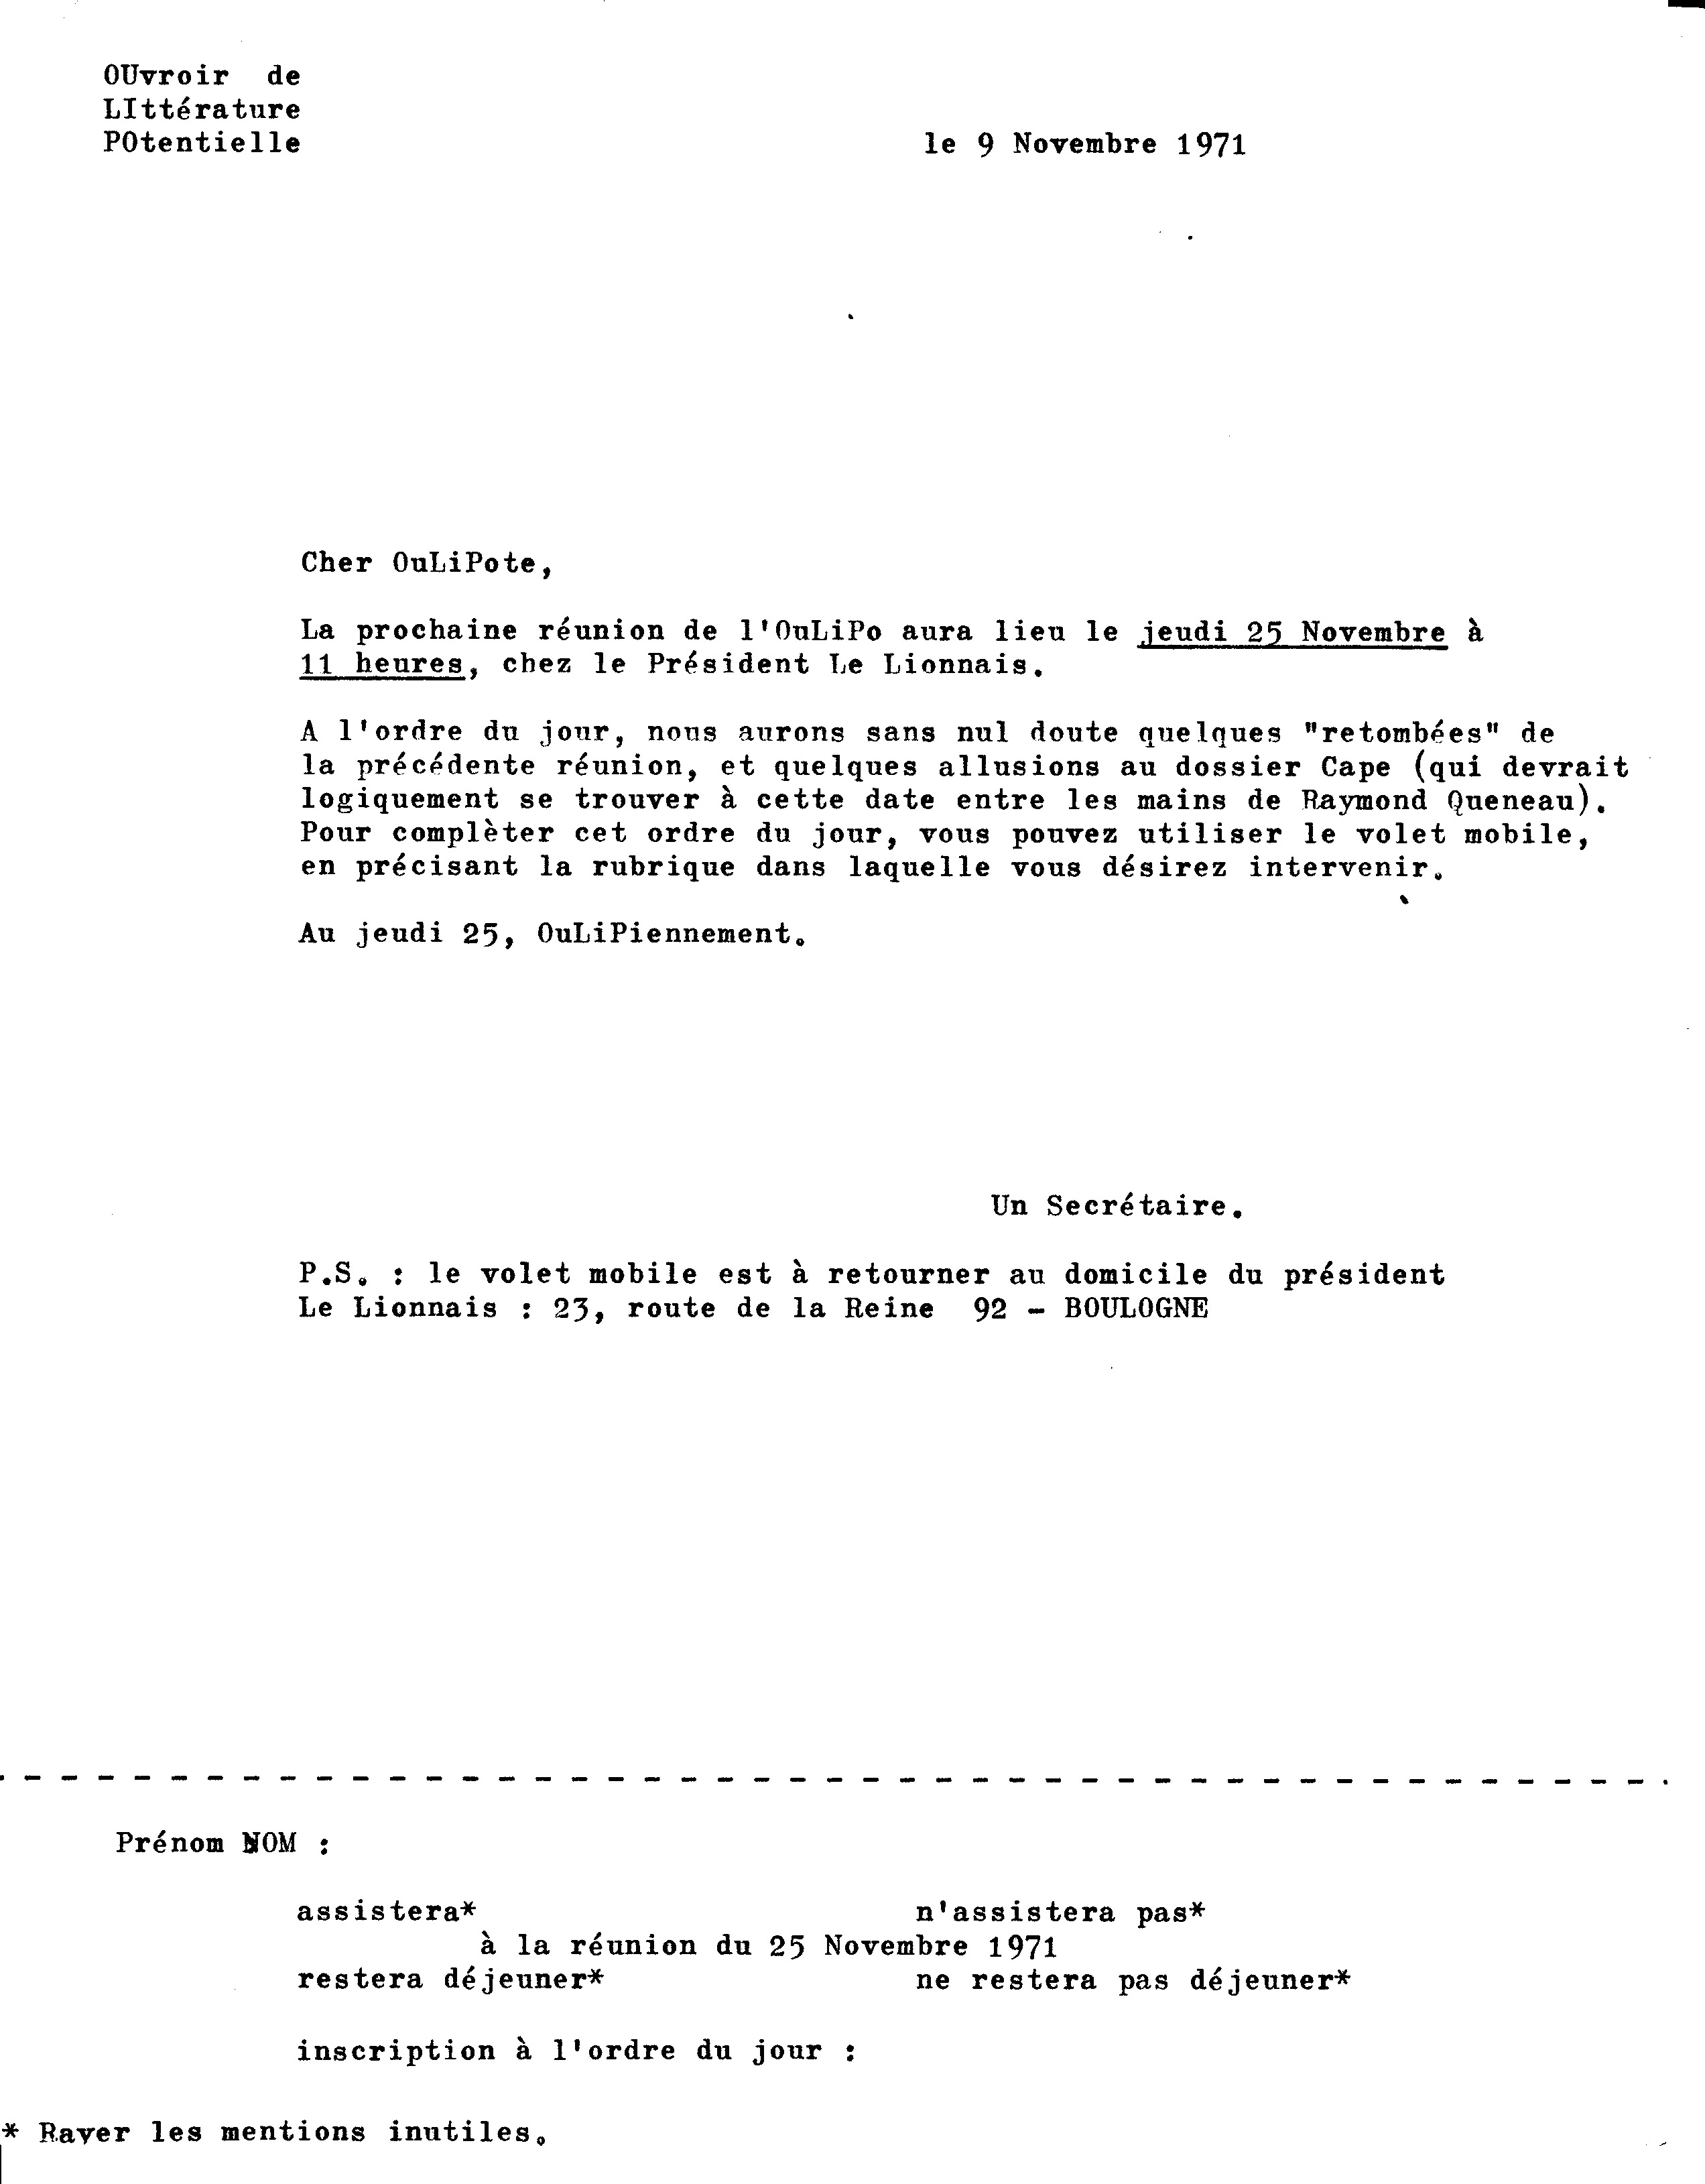 OUvroir de
LIttérature
POtentielle
le 9 Novembre 1971
Cher OuLiPote,
La prochaine réunion de l'OuLiPo aura lieu le jeudi 25 Novembre à
11 heures, chez le Président Le Lionnais.
A l'ordre du jour, nous aurons sans nul doute quelques "retombées" de
la précédente réunion, et quelques allusions au dossier Cape (qui devrait
logiquement se trouver à cette date entre les mains de Raymond Queneau).
Pour complèter cet ordre du jour, vous pouvez utiliser le volet mobile,
en précisant la rubrique dans laquelle vous désirez intervenir.
Au jeudi 25, OuLiPiennement.
Un Secrétaire.
P.S. : le volet mobile est à retourner au domicile du président
Le Lionnais : 23, route de la Reine 92 - BOULOGNE
Prénom NOM :
assistera* n'assistera pas*
à la réunion du 25 Novembre 1971
restera déjeuner* ne restera pas déjeuner*
inscription à l'ordre du jour :
* Rayer les mentions inutiles.